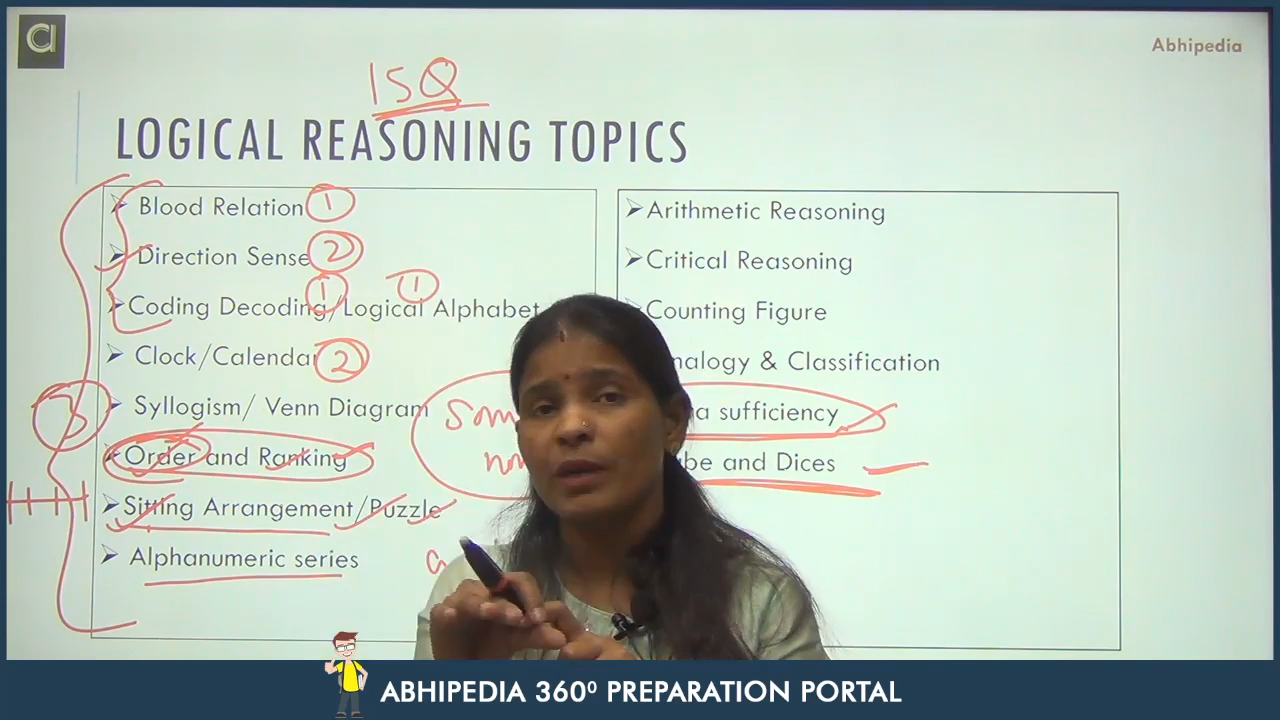 Abhipedia
15Q
LOGICAL REASONING TOPICS
Blood Relation 1
Direction Sense 2
1 1
Coding Decoding/Logical Alphabet
Clock/Calendar 2
Syllogism/ Venn Diagram
3
Order and Ranking
Sitting Arrangement/Puzzle
Alphanumeric series
Som
Arithmetic Reasoning
Critical Reasoning
Counting Figure
nalogy & Classification
a sufficiency
be and Dices
ABHIPEDIA 360⁰ PREPARATION PORTAL